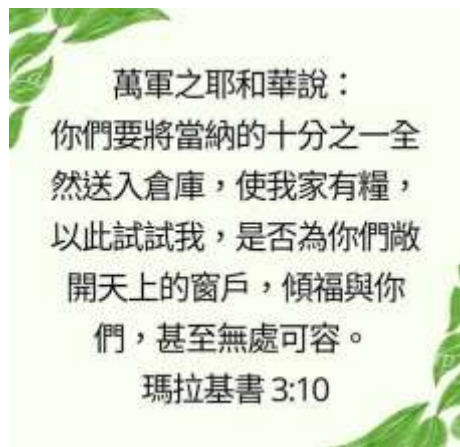 萬軍之耶和華說：
你們要將當納的十分之一全
然送入倉庫，使我家有糧，
以此試試我，是否為你們敞
開天上的窗戶，傾福與你
們，甚至無處可容。
瑪拉基書 3:10